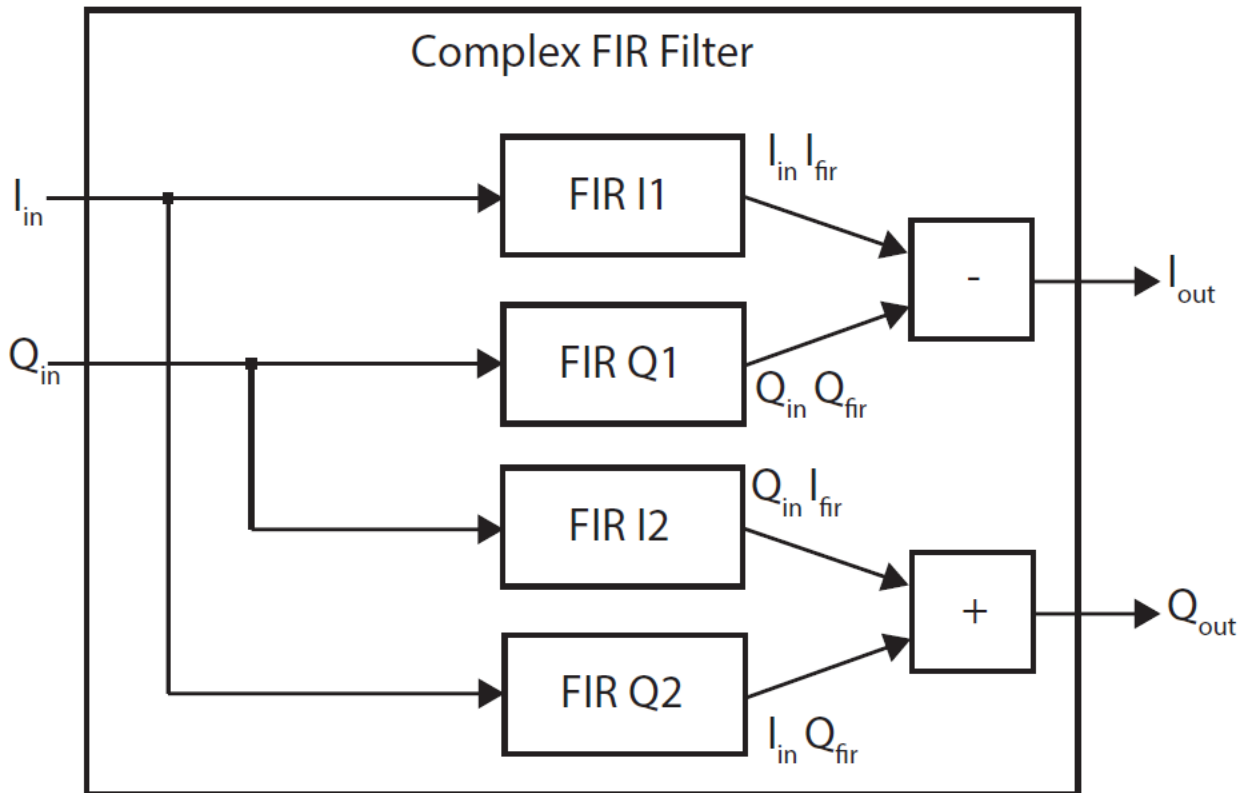 Complex FIR Filter
I_in
FIR I1
I_in I_fir
-
I_out
Q_in
FIR Q1
Q_in Q_fir
FIR I2
Q_in I_fir
+
Q_out
FIR Q2
I_in Q_fir